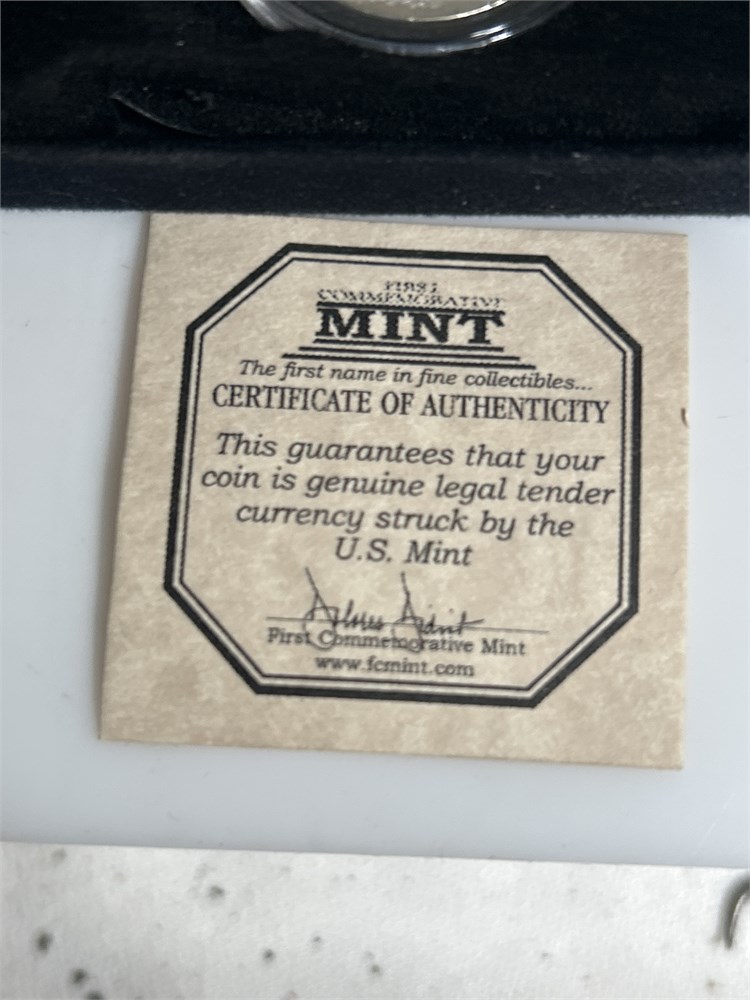 FIRST
COMMEMORATIVE
MINT
The first name in fine collectibles...
CERTIFICATE OF AUTHENTICITY
This guarantees that your
coin is genuine legal tender
currency struck by the
U.S. Mint
First Commemorative Mint
www.fcmint.com